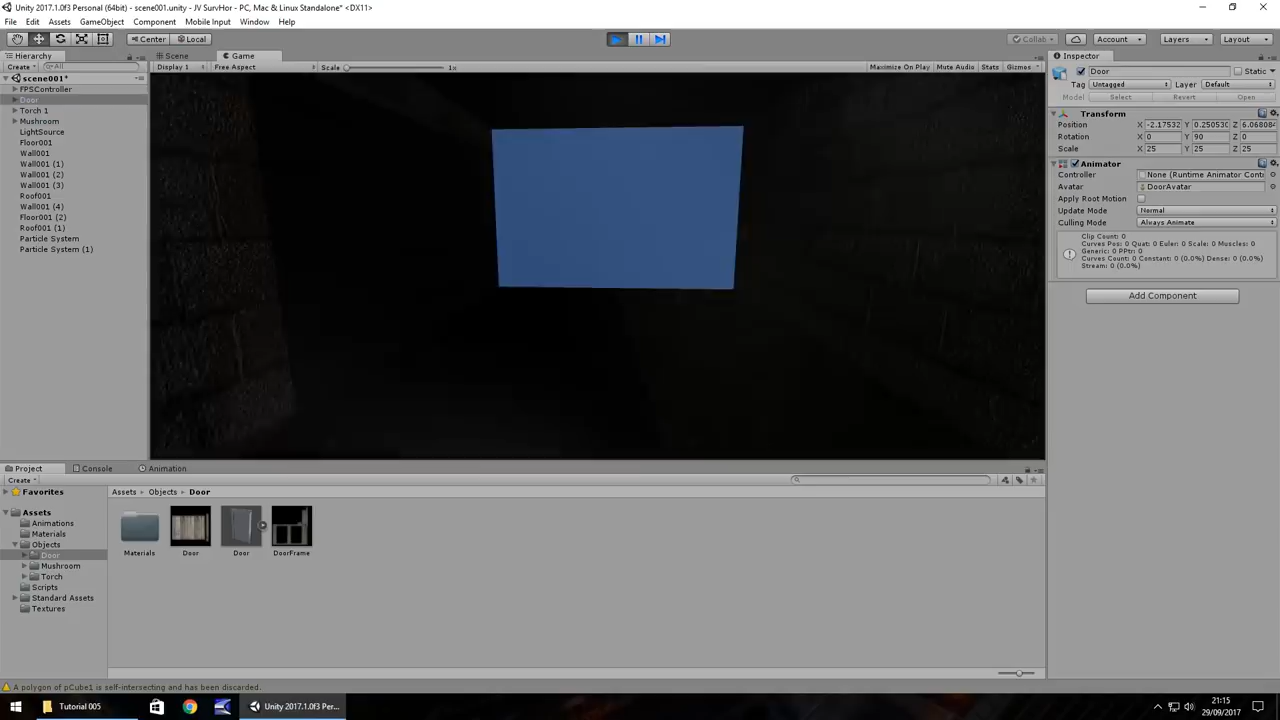 Unity 2017.1.0f3 Personal (64bit) - scene001.unity - JV SurvHor - PC, Mac & Linux Standalone* <DX11>
File Edit Assets GameObject Component Mobile Input Window Help
Center Local Collab Account Layers Layout
Hierarchy Scene Game Inspector
Create All Display 1 Free Aspect Scale 1x Maximize On Play Mute Audio Stats Gizmos
Door Static
Tag Untagged Layer Default
Model Select Revert Open
scene001*
FPSController
Door
Torch 1
Mushroom
LightSource
Floor001
Wall001
Wall001 (1)
Wall001 (2)
Wall001 (3)
Roof001
Wall001 (4)
Floor001 (2)
Roof001 (1)
Particle System
Particle System (1)
Transform
Position X -2.17532 Y 0.25053 Z 6.06808
Rotation X 0 Y 90 Z 0
Scale X 25 Y 25 Z 25
Animator
Controller None (Runtime Animator Cont
Avatar DoorAvatar
Apply Root Motion
Update Mode Normal
Culling Mode Always Animate
Clip Count: 0
Curves Pos: 0 Quat: 0 Euler: 0 Scale: 0 Muscles: 0
Generic: 0 PPtr: 0
Curves Count: 0 Constant: 0 (0.0%) Dense: 0 (0.0%)
Stream: 0 (0.0%)
Add Component
Project Console Animation
Create
Favorites
Assets
Animations
Materials
Objects
Door
Mushroom
Torch
Scripts
Standard Assets
Textures
Assets Objects Door
Materials Door Door DoorFrame
A polygon of pCube1 is self-intersecting and has been discarded.
Tutorial 005 Unity 2017.1.0f3 Per...
21:15
29/09/2017